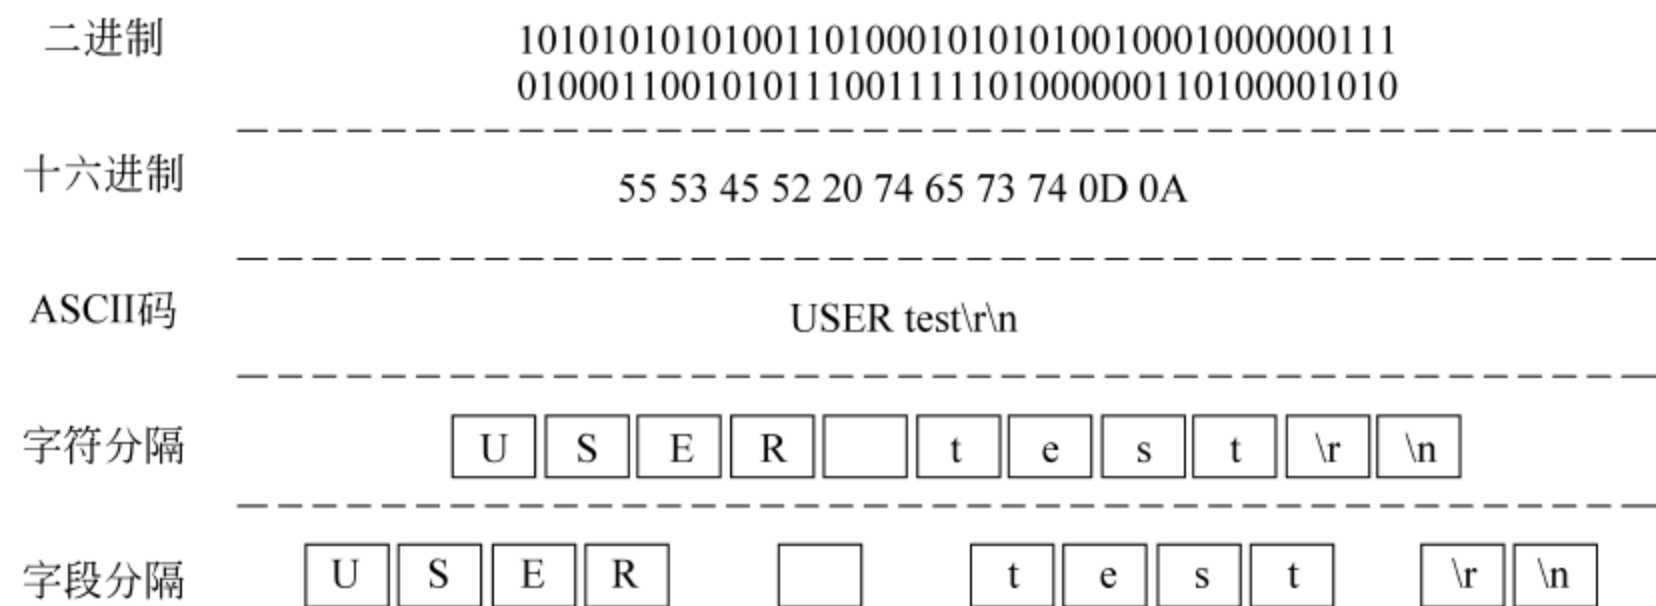 二进制
1010101010100110100010101010010001000000111
0100011001010111001111101000000110100001010
十六进制
55 53 45 52 20 74 65 73 74 0D 0A
ASCII码
USER test\r\n
字符分隔
U S E R t e s t \r \n
字段分隔
U S E R t e s t \r \n